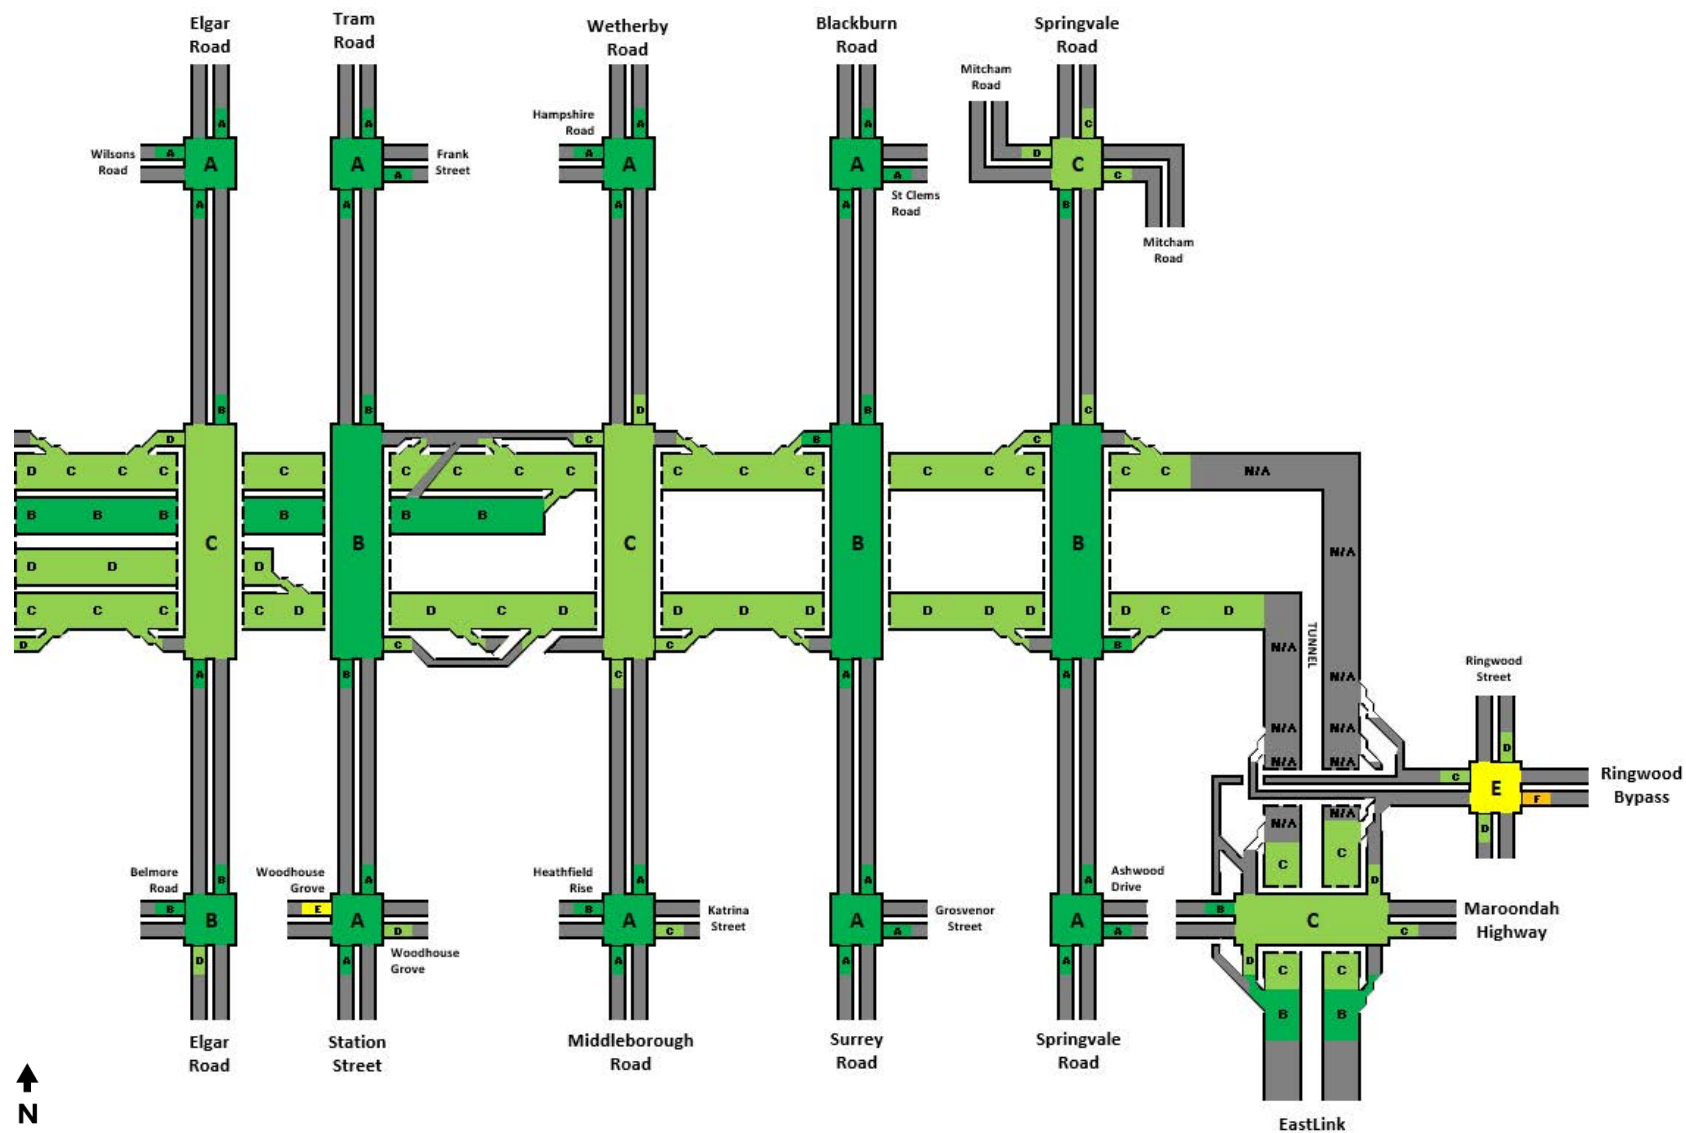 Elgar
Road
Tram
Road
Wetherby
Road
Blackburn
Road
Springvale
Road
Mitcham
Road
Hampshire
Road
A A A A C
Wilsons
Road
A A A A D A C
Frank
Street
A A C
St Clems
Road
A A A A B
Mitcham
Road
B B D B C
D C B C
D C C C C C C C C C C C C C C C C C N/A
B B B B B B
C B C B B
N/A
D D D
C C C C D D C D D D D D D D D C D
D C C B
TUNNEL
N/A
A B C A A
N/A
Ringwood
Street
N/A N/A
D
N/A N/A
C E
Ringwood
Bypass
F
N/A N/A
D
C C
Belmore
Road
Woodhouse
Grove
Heathfield
Rise
Ashwood
Drive
B A A A A D
B E B B
B A A A A C
Katrina
Street
Grosvenor
Street
Maroondah
Highway
D C A A C
Woodhouse
Grove
D A A A A D
C C
B B
Elgar
Road
Station
Street
Middleborough
Road
Surrey
Road
Springvale
Road
N
EastLink